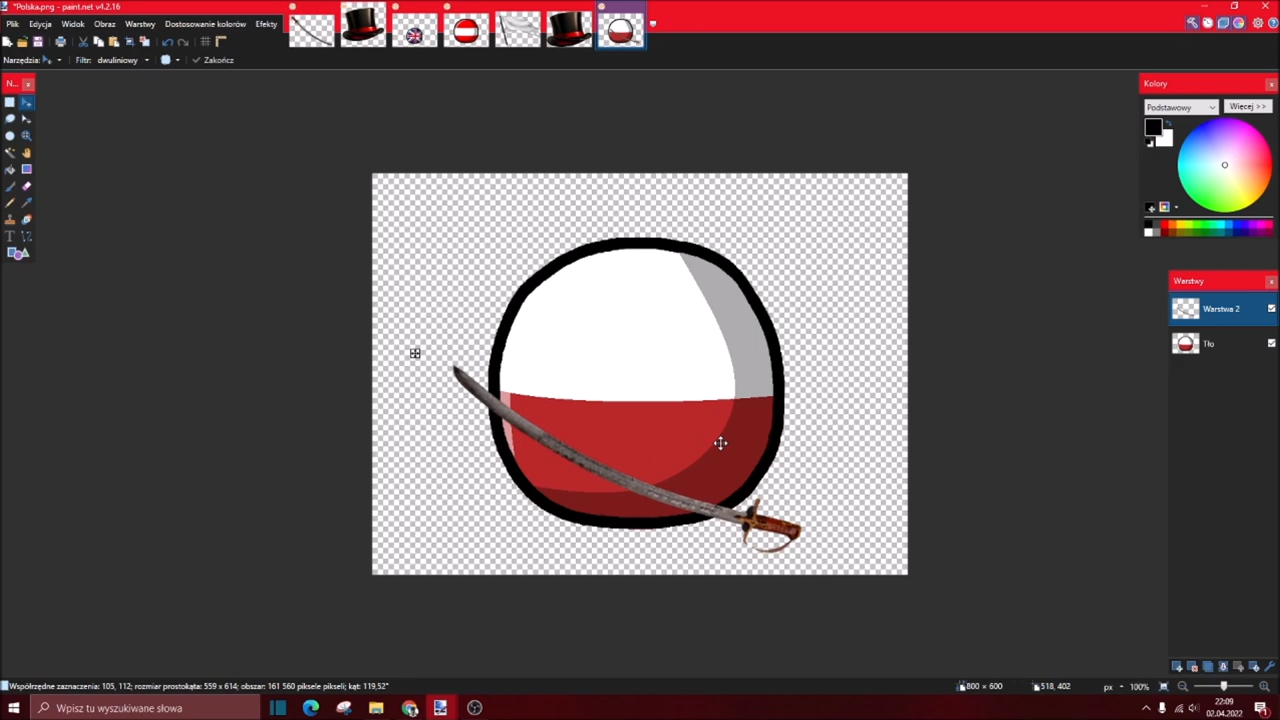 *Polska.png - paint.net v4.2.16
Plik Edycja Widok Obraz Warstwy Dostosowanie kolorów Efekty
Narzędzia: Filtr: dwuliniowy Zakończ
N...
Kolory
Podstawowy Więcej >>
Warstwy
Warstwa 2
Tło
Współrzędne zaznaczenia: 105, 112; rozmiar prostokąta: 559 x 614; obszar: 161 560 piksele pikseli; kąt: 119,52°
800 × 600 518, 402 px 100%
Wpisz tu wyszukiwane słowa
22:09
02.04.2022
1